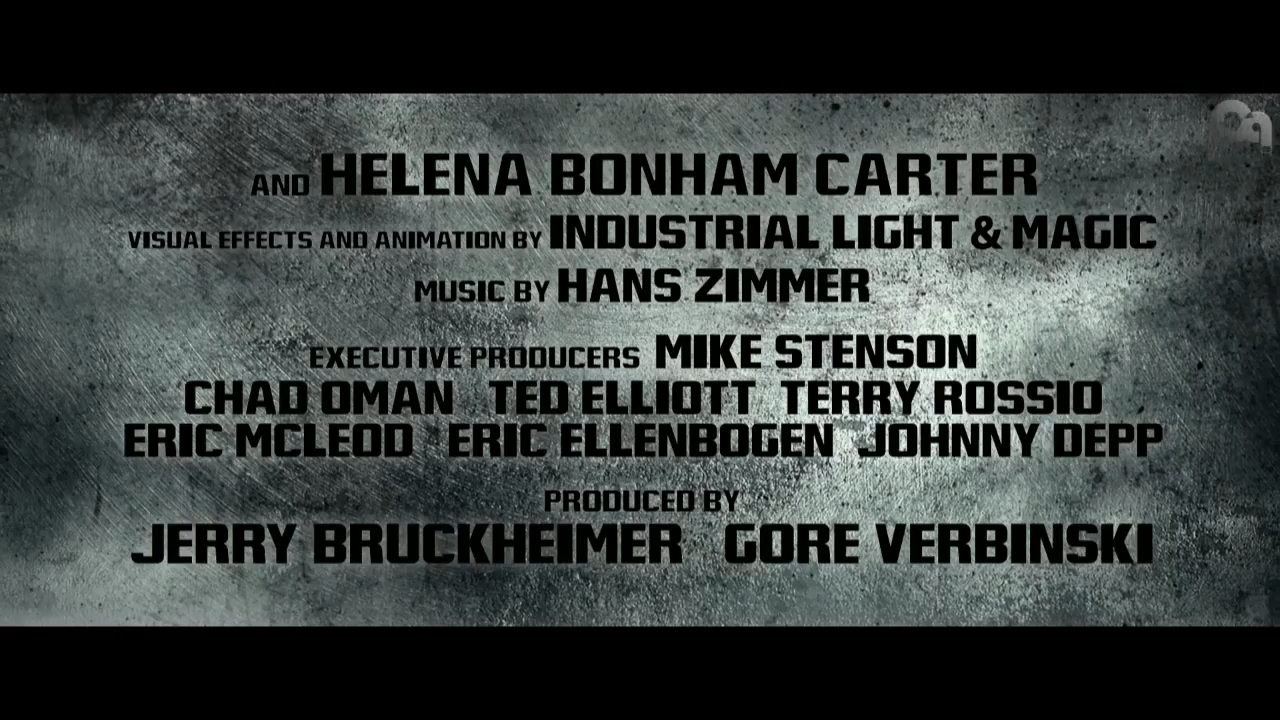 AND HELENA BONHAM CARTER
VISUAL EFFECTS AND ANIMATION BY INDUSTRIAL LIGHT & MAGIC
MUSIC BY HANS ZIMMER
EXECUTIVE PRODUCERS MIKE STENSON
CHAD OMAN TED ELLIOTT TERRY ROSSIO
ERIC MCLEOD ERIC ELLENBOGEN JOHNNY DEPP
PRODUCED BY
JERRY BRUCKHEIMER GORE VERBINSKI